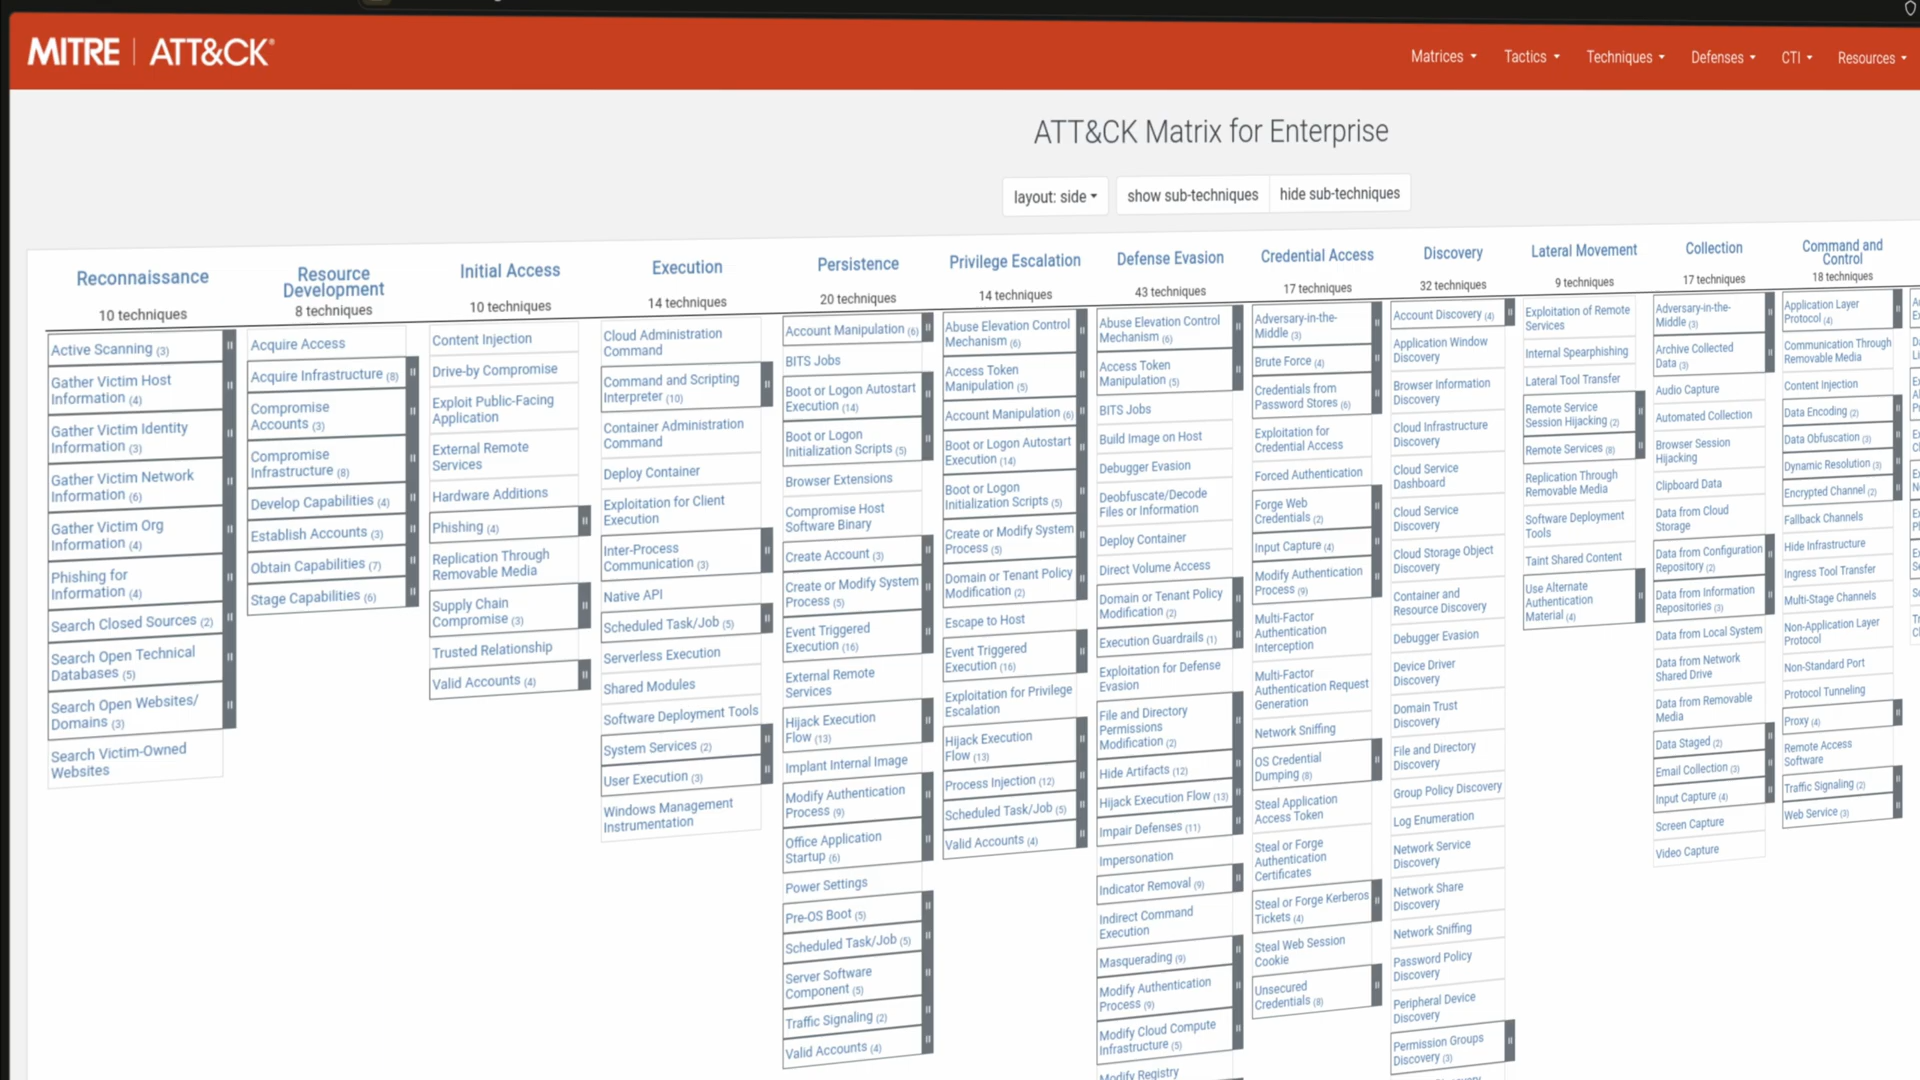 MITRE | ATT&CK®
Matrices
Tactics
Techniques
Defenses
CTI
Resources
ATT&CK Matrix for Enterprise
layout: side
show sub-techniques
hide sub-techniques
Reconnaissance
10 techniques
Active Scanning (3)
Gather Victim Host
Information (4)
Gather Victim Identity
Information (3)
Gather Victim Network
Information (6)
Gather Victim Org
Information (4)
Phishing for
Information (4)
Search Closed Sources (2)
Search Open Technical
Databases (5)
Search Open Websites/
Domains (3)
Search Victim-Owned
Websites
Resource
Development
8 techniques
Acquire Access
Acquire Infrastructure (8)
Compromise
Accounts (3)
Compromise
Infrastructure (8)
Develop Capabilities (4)
Establish Accounts (3)
Obtain Capabilities (7)
Stage Capabilities (6)
Initial Access
10 techniques
Content Injection
Drive-by Compromise
Exploit Public-Facing
Application
External Remote
Services
Hardware Additions
Phishing (4)
Replication Through
Removable Media
Supply Chain
Compromise (3)
Trusted Relationship
Valid Accounts (4)
Execution
14 techniques
Cloud Administration
Command
Command and Scripting
Interpreter (10)
Container Administration
Command
Deploy Container
Exploitation for Client
Execution
Inter-Process
Communication (3)
Native API
Scheduled Task/Job (5)
Serverless Execution
Shared Modules
Software Deployment Tools
System Services (2)
User Execution (3)
Windows Management
Instrumentation
Persistence
20 techniques
Account Manipulation (6)
BITS Jobs
Boot or Logon Autostart
Execution (14)
Boot or Logon
Initialization Scripts (5)
Browser Extensions
Compromise Host
Software Binary
Create Account (3)
Create or Modify System
Process (5)
Event Triggered
Execution (16)
External Remote
Services
Hijack Execution
Flow (13)
Implant Internal Image
Modify Authentication
Process (9)
Office Application
Startup (6)
Power Settings
Pre-OS Boot (5)
Scheduled Task/Job (5)
Server Software
Component (5)
Traffic Signaling (2)
Valid Accounts (4)
Privilege Escalation
14 techniques
Abuse Elevation Control
Mechanism (6)
Access Token
Manipulation (5)
Account Manipulation (6)
Boot or Logon Autostart
Execution (14)
Boot or Logon
Initialization Scripts (5)
Create or Modify System
Process (5)
Domain or Tenant Policy
Modification (2)
Escape to Host
Event Triggered
Execution (16)
Exploitation for Privilege
Escalation
Hijack Execution
Flow (13)
Process Injection (12)
Scheduled Task/Job (5)
Valid Accounts (4)
Defense Evasion
43 techniques
Abuse Elevation Control
Mechanism (6)
Access Token
Manipulation (5)
BITS Jobs
Build Image on Host
Debugger Evasion
Deobfuscate/Decode
Files or Information
Deploy Container
Direct Volume Access
Domain or Tenant Policy
Modification (2)
Execution Guardrails (1)
Exploitation for Defense
Evasion
File and Directory
Permissions
Modification (2)
Hide Artifacts (12)
Hijack Execution Flow (13)
Impair Defenses (11)
Impersonation
Indicator Removal (9)
Indirect Command
Execution
Masquerading (9)
Modify Authentication
Process (9)
Modify Cloud Compute
Infrastructure (5)
Modify Registry
Credential Access
17 techniques
Adversary-in-the-
Middle (3)
Brute Force (4)
Credentials from
Password Stores (6)
Exploitation for
Credential Access
Forced Authentication
Forge Web
Credentials (2)
Input Capture (4)
Modify Authentication
Process (9)
Multi-Factor
Authentication
Interception
Multi-Factor
Authentication Request
Generation
Network Sniffing
OS Credential
Dumping (8)
Steal Application
Access Token
Steal or Forge
Authentication
Certificates
Steal or Forge Kerberos
Tickets (4)
Steal Web Session
Cookie
Unsecured
Credentials (8)
Discovery
32 techniques
Account Discovery (4)
Application Window
Discovery
Browser Information
Discovery
Cloud Infrastructure
Discovery
Cloud Service
Dashboard
Cloud Service
Discovery
Cloud Storage Object
Discovery
Container and
Resource Discovery
Debugger Evasion
Device Driver
Discovery
Domain Trust
Discovery
File and Directory
Discovery
Group Policy Discovery
Log Enumeration
Network Service
Discovery
Network Share
Discovery
Network Sniffing
Password Policy
Discovery
Peripheral Device
Discovery
Permission Groups
Discovery (3)
Lateral Movement
9 techniques
Exploitation of Remote
Services
Internal Spearphishing
Lateral Tool Transfer
Remote Service
Session Hijacking (2)
Remote Services (8)
Replication Through
Removable Media
Software Deployment
Tools
Taint Shared Content
Use Alternate
Authentication
Material (4)
Collection
17 techniques
Adversary-in-the-
Middle (3)
Archive Collected
Data (3)
Audio Capture
Automated Collection
Browser Session
Hijacking
Clipboard Data
Data from Cloud
Storage
Data from Configuration
Repository (2)
Data from Information
Repositories (3)
Data from Local System
Data from Network
Shared Drive
Data from Removable
Media
Data Staged (2)
Email Collection (3)
Input Capture (4)
Screen Capture
Video Capture
Command and
Control
18 techniques
Application Layer
Protocol (4)
Communication Through
Removable Media
Content Injection
Data Encoding (2)
Data Obfuscation (3)
Dynamic Resolution (3)
Encrypted Channel (2)
Fallback Channels
Hide Infrastructure
Ingress Tool Transfer
Multi-Stage Channels
Non-Application Layer
Protocol
Non-Standard Port
Protocol Tunneling
Proxy (4)
Remote Access
Software
Traffic Signaling (2)
Web Service (3)